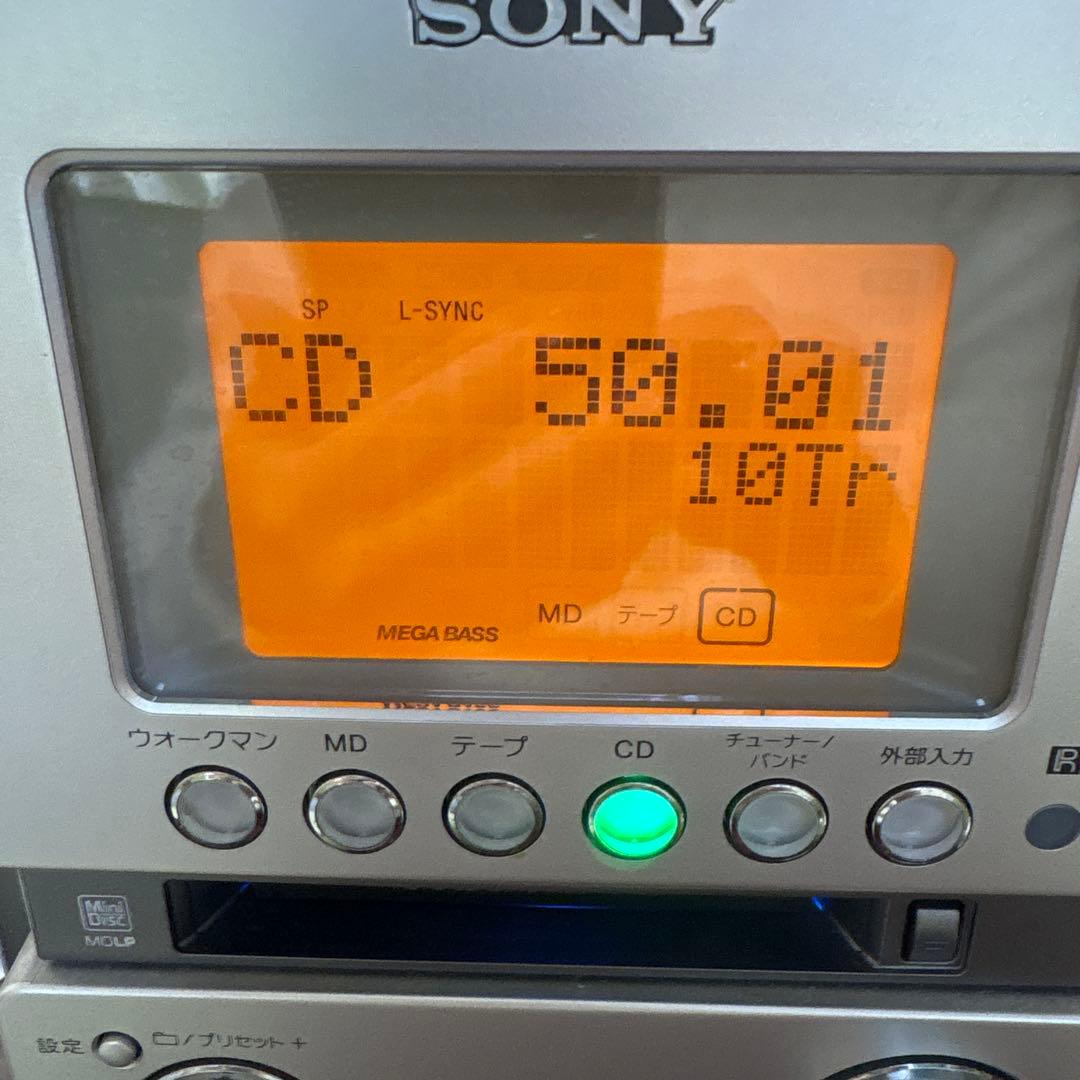 SONY
SP L-SYNC
CD 50.01
10Tr
MEGA BASS MD テープ CD
ウオークマン MD テープ CD チューナー/バンド 外部入力
Mini Disc
MDLP
設定 /プリセット +